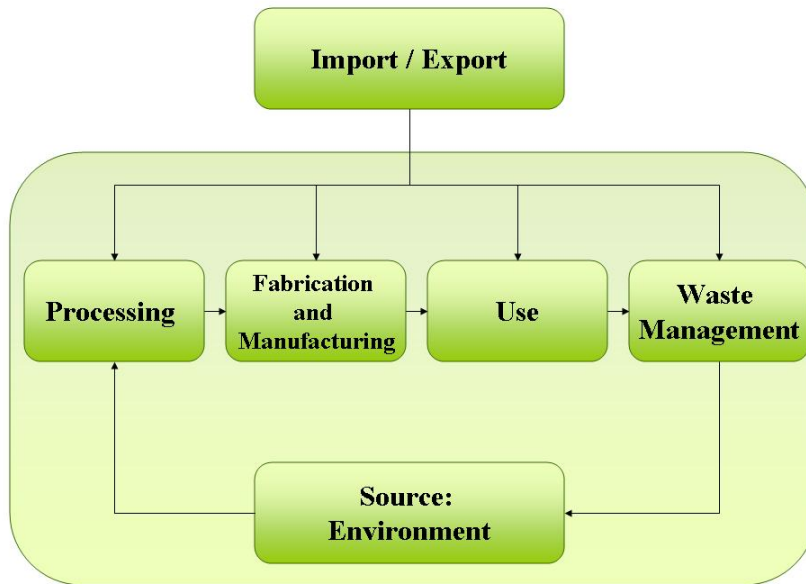 Import / Export
Processing
Fabrication
and
Manufacturing
Use
Waste
Management
Source:
Environment